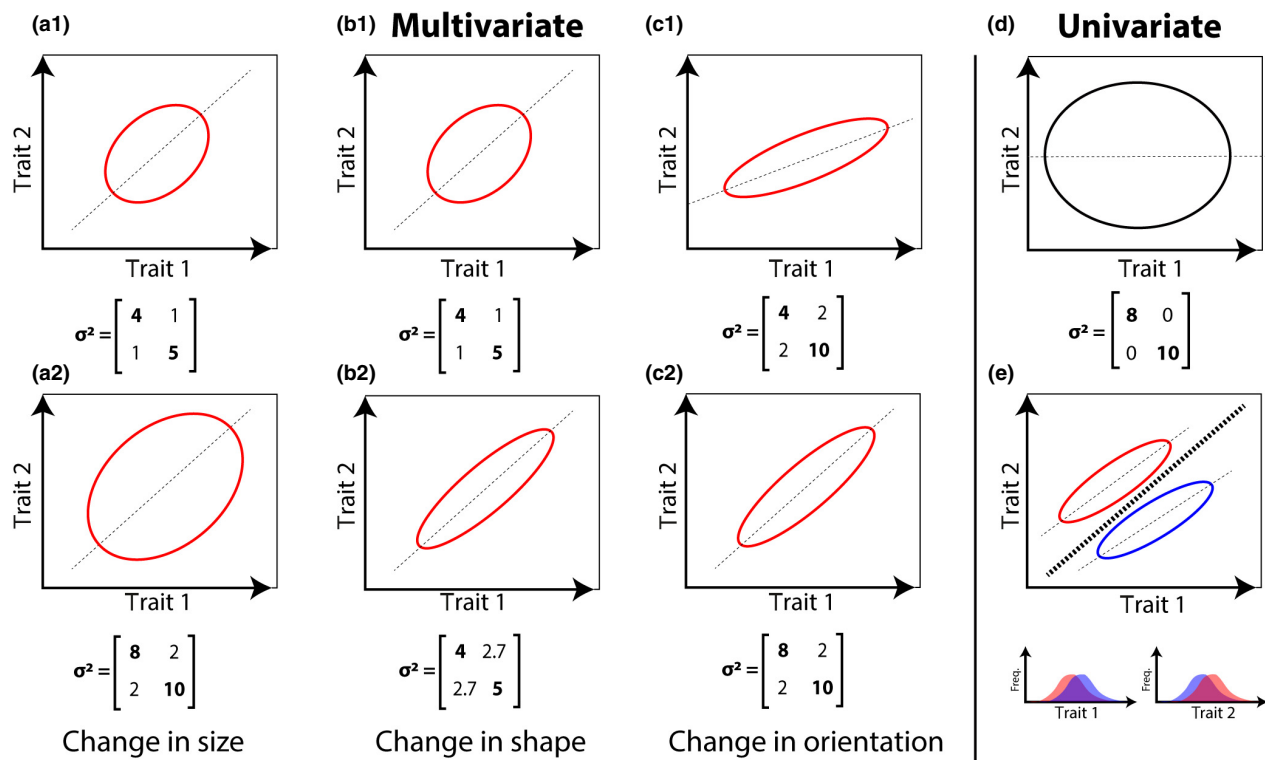 (a1)
(b1) Multivariate
(c1)
(d) Univariate
Trait 2
Trait 1
Trait 2
Trait 1
Trait 2
Trait 1
Trait 2
Trait 1
σ² = [4 1
1 5]
σ² = [4 1
1 5]
σ² = [4 2
2 10]
σ² = [8 0
0 10]
(a2)
(b2)
(c2)
(e)
Trait 2
Trait 1
Trait 2
Trait 1
Trait 2
Trait 1
Trait 2
Trait 1
σ² = [8 2
2 10]
σ² = [4 2.7
2.7 5]
σ² = [8 2
2 10]
Freq.
Trait 1
Freq.
Trait 2
Change in size
Change in shape
Change in orientation